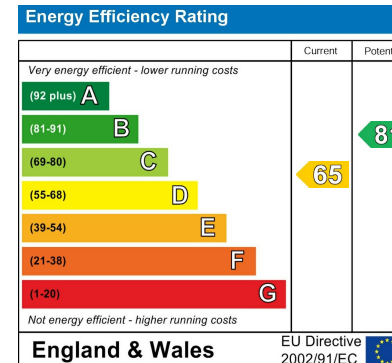 Energy Efficiency Rating
Current
Very energy efficient - lower running costs
(92 plus) A
(81-91) B
(69-80) C
65
(55-68) D
(39-54) E
(21-38) F
(1-20) G
Not energy efficient - higher running costs
England & Wales
EU Directive
2002/91/EC